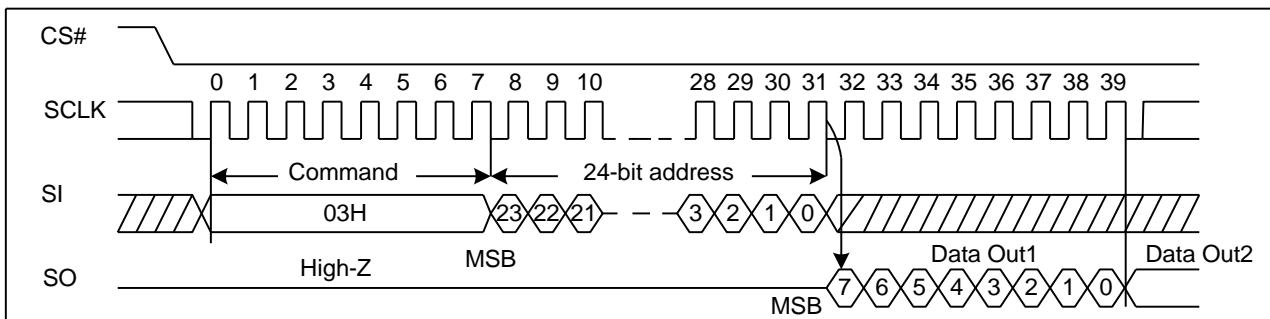 CS#
0 1 2 3 4 5 6 7 8 9 10 28 29 30 31 32 33 34 35 36 37 38 39
SCLK
Command 24-bit address
SI
03H 23 22 21 3 2 1 0
High-Z MSB Data Out1 Data Out2
SO
MSB 7 6 5 4 3 2 1 0